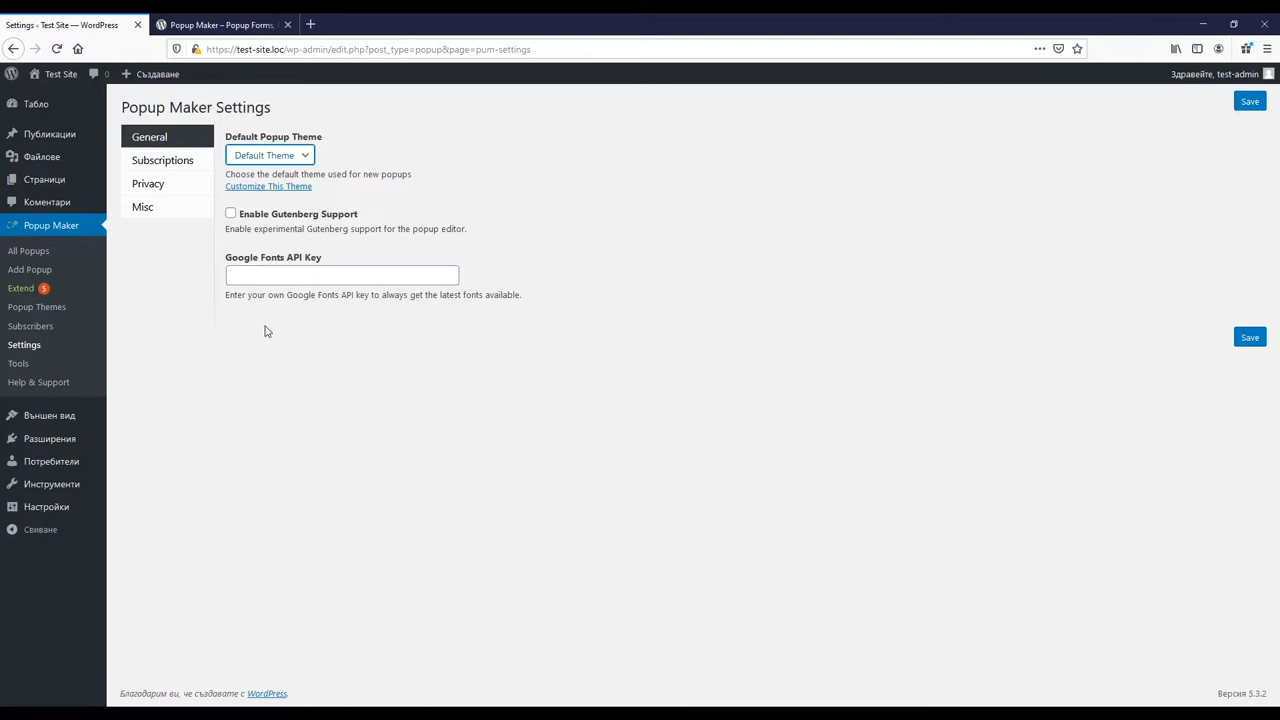 Settings ‹ Test Site — WordPress
Popup Maker – Popup Forms,
https://test-site.loc/wp-admin/edit.php?post_type=popup&page=pum-settings
Test Site
0
Създаване
Здравейте, test-admin
Табло
Публикации
Файлове
Страници
Коментари
Popup Maker
All Popups
Add Popup
Extend 5
Popup Themes
Subscribers
Settings
Tools
Help & Support
Външен вид
Разширения
Потребители
Инструменти
Настройки
Свиване
Popup Maker Settings
Save
General
Subscriptions
Privacy
Misc
Default Popup Theme
Default Theme
Choose the default theme used for new popups
Customize This Theme
Enable Gutenberg Support
Enable experimental Gutenberg support for the popup editor.
Google Fonts API Key
Enter your own Google Fonts API key to always get the latest fonts available.
Save
Благодарим ви, че създавате с WordPress.
Версия 5.3.2